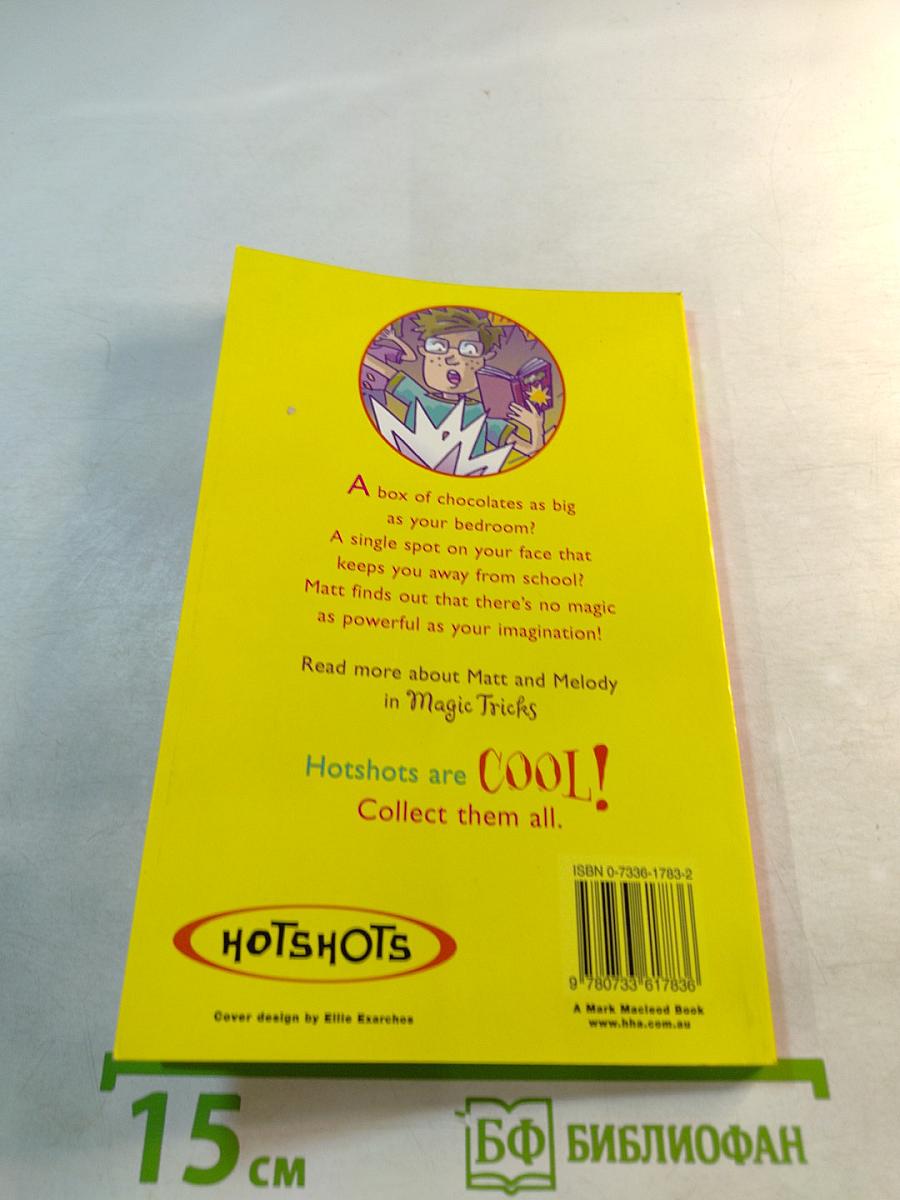 A box of chocolates as big
as your bedroom?
A single spot on your face that
keeps you away from school?
Matt finds out that there's no magic
as powerful as your imagination!
Read more about Matt and Melody
in Magic Tricks
Hotshots are COOL!
Collect them all.
ISBN 0-7336-1783-2
9 780733 617836
HOTSHOTS
Cover design by Ellie Exarchos
A Mark Macleod Book
www.hha.com.au
15 см
БФ БИБЛИОФАН